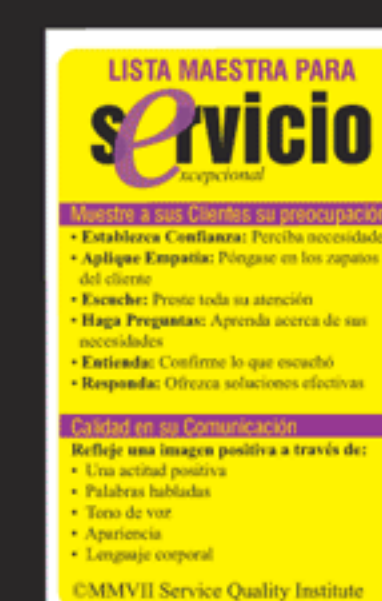 LISTA MAESTRA PARA
servicio
excepcional
Muestre a sus Clientes su preocupación
• Establezca Confianza: Perciba necesidade
• Aplique Empatía: Póngase en los zapatos
del cliente
• Escuche: Preste toda su atención
• Haga Preguntas: Aprenda acerca de sus
necesidades
• Entienda: Confirme lo que escuchó
• Responda: Ofrezca soluciones efectivas
Calidad en su Comunicación
Refleje una imagen positiva a través de:
• Una actitud positiva
• Palabras habladas
• Tono de voz
• Apariencia
• Lenguaje corporal
©MMVII Service Quality Institute